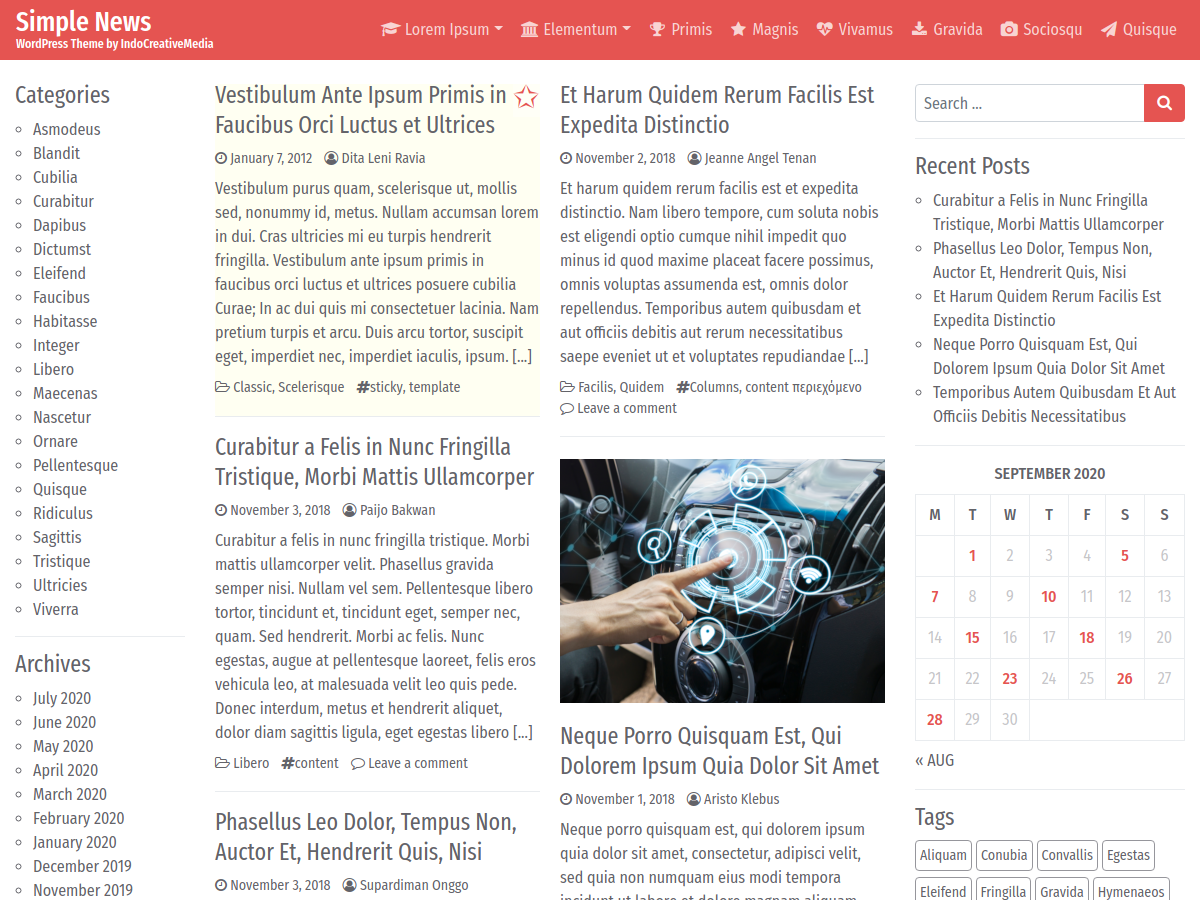 Simple News
WordPress Theme by IndoCreativeMedia
Lorem Ipsum
Elementum
Primis
Magnis
Vivamus
Gravida
Sociosqu
Quisque
Categories
Asmodeus
Blandit
Cubilia
Curabitur
Dapibus
Dictumst
Eleifend
Faucibus
Habitasse
Integer
Libero
Maecenas
Nascetur
Ornare
Pellentesque
Quisque
Ridiculus
Sagittis
Tristique
Ultricies
Viverra
Archives
July 2020
June 2020
May 2020
April 2020
March 2020
February 2020
January 2020
December 2019
November 2019
Vestibulum Ante Ipsum Primis in
Faucibus Orci Luctus et Ultrices
January 7, 2012 Dita Leni Ravia
Vestibulum purus quam, scelerisque ut, mollis
sed, nonummy id, metus. Nullam accumsan lorem
in dui. Cras ultricies mi eu turpis hendrerit
fringilla. Vestibulum ante ipsum primis in
faucibus orci luctus et ultrices posuere cubilia
Curae; In ac dui quis mi consectetuer lacinia. Nam
pretium turpis et arcu. Duis arcu tortor, suscipit
eget, imperdiet nec, imperdiet iaculis, ipsum. [...]
Classic, Scelerisque #sticky, template
Curabitur a Felis in Nunc Fringilla
Tristique, Morbi Mattis Ullamcorper
November 3, 2018 Paijo Bakwan
Curabitur a felis in nunc fringilla tristique. Morbi
mattis ullamcorper velit. Phasellus gravida
semper nisi. Nullam vel sem. Pellentesque libero
tortor, tincidunt et, tincidunt eget, semper nec,
quam. Sed hendrerit. Morbi ac felis. Nunc
egestas, augue at pellentesque laoreet, felis eros
vehicula leo, at malesuada velit leo quis pede.
Donec interdum, metus et hendrerit aliquet,
dolor diam sagittis ligula, eget egestas libero [...]
Libero #content Leave a comment
Phasellus Leo Dolor, Tempus Non,
Auctor Et, Hendrerit Quis, Nisi
November 3, 2018 Supardiman Onggo
Et Harum Quidem Rerum Facilis Est
Expedita Distinctio
November 2, 2018 Jeanne Angel Tenan
Et harum quidem rerum facilis est et expedita
distinctio. Nam libero tempore, cum soluta nobis
est eligendi optio cumque nihil impedit quo
minus id quod maxime placeat facere possimus,
omnis voluptas assumenda est, omnis dolor
repellendus. Temporibus autem quibusdam et
aut officiis debitis aut rerum necessitatibus
saepe eveniet ut et voluptates repudiandae [...]
Facilis, Quidem #Columns, content περιεχόμενο
Leave a comment
Neque Porro Quisquam Est, Qui
Dolorem Ipsum Quia Dolor Sit Amet
November 1, 2018 Aristo Klebus
Neque porro quisquam est, qui dolorem ipsum
quia dolor sit amet, consectetur, adipisci velit,
sed quia non numquam eius modi tempora
incidunt ut labore et dolore magnam aliquam
Search ...
Recent Posts
Curabitur a Felis in Nunc Fringilla
Tristique, Morbi Mattis Ullamcorper
Phasellus Leo Dolor, Tempus Non,
Auctor Et, Hendrerit Quis, Nisi
Et Harum Quidem Rerum Facilis Est
Expedita Distinctio
Neque Porro Quisquam Est, Qui
Dolorem Ipsum Quia Dolor Sit Amet
Temporibus Autem Quibusdam Et Aut
Officiis Debitis Necessitatibus
SEPTEMBER 2020
M T W T F S S
1 2 3 4 5 6
7 8 9 10 11 12 13
14 15 16 17 18 19 20
21 22 23 24 25 26 27
28 29 30
« AUG
Tags
Aliquam Conubia Convallis Egestas
Eleifend Fringilla Gravida Hymenaeos